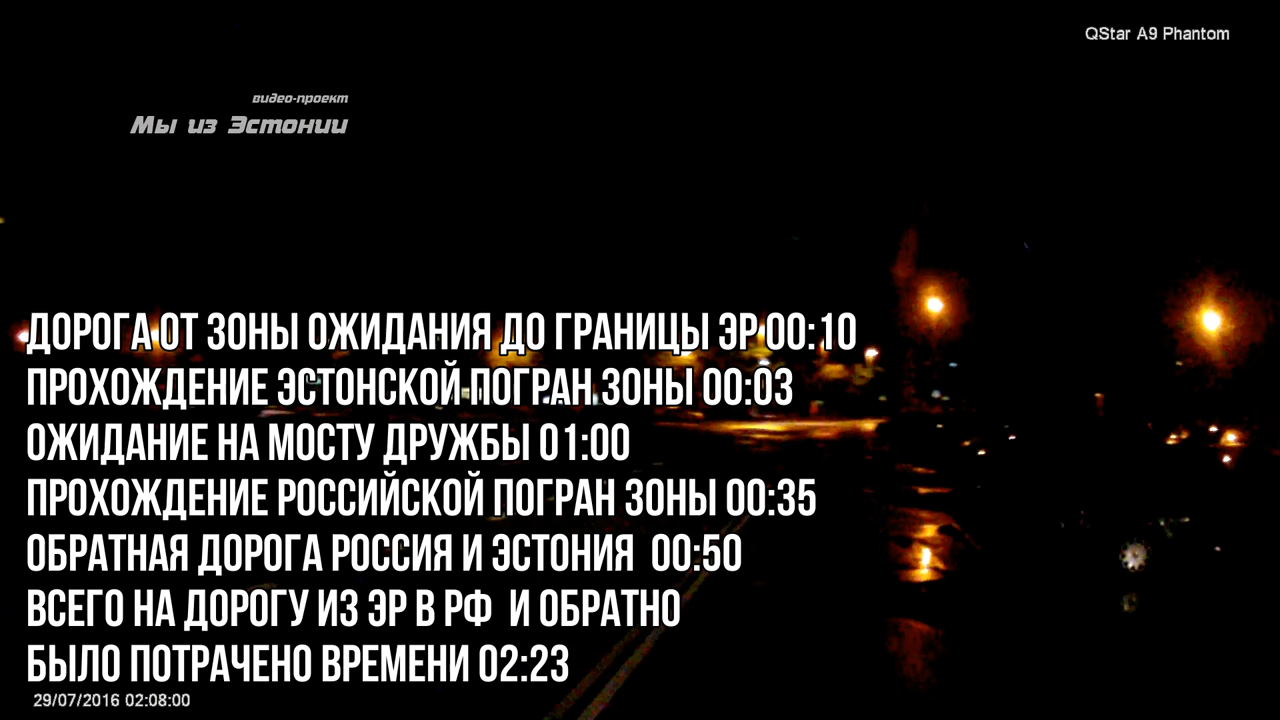 QStar A9 Phantom
видео-проект
Мы из Эстонии
ДОРОГА ОТ ЗОНЫ ОЖИДАНИЯ ДО ГРАНИЦЫ ЭР 00:10
ПРОХОЖДЕНИЕ ЭСТОНСКОЙ ПОГРАН ЗОНЫ 00:03
ОЖИДАНИЕ НА МОСТУ ДРУЖБЫ 01:00
ПРОХОЖДЕНИЕ РОССИЙСКОЙ ПОГРАН ЗОНЫ 00:35
ОБРАТНАЯ ДОРОГА РОССИЯ И ЭСТОНИЯ 00:50
ВСЕГО НА ДОРОГУ ИЗ ЭР В РФ И ОБРАТНО
БЫЛО ПОТРАЧЕНО ВРЕМЕНИ 02:23
29/07/2016 02:08:00